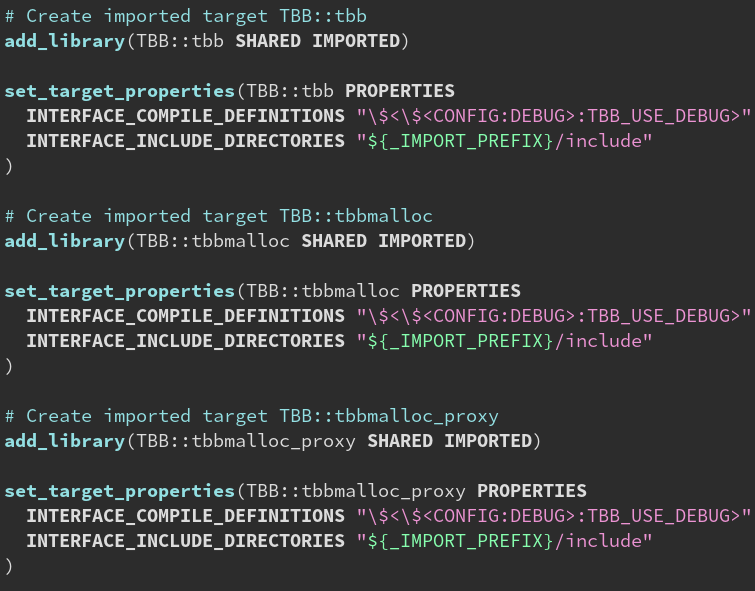 # Create imported target TBB::tbb
add_library(TBB::tbb SHARED IMPORTED)

set_target_properties(TBB::tbb PROPERTIES
  INTERFACE_COMPILE_DEFINITIONS "\$<\$<CONFIG:DEBUG>:TBB_USE_DEBUG>"
  INTERFACE_INCLUDE_DIRECTORIES "${_IMPORT_PREFIX}/include"
)

# Create imported target TBB::tbbmalloc
add_library(TBB::tbbmalloc SHARED IMPORTED)

set_target_properties(TBB::tbbmalloc PROPERTIES
  INTERFACE_COMPILE_DEFINITIONS "\$<\$<CONFIG:DEBUG>:TBB_USE_DEBUG>"
  INTERFACE_INCLUDE_DIRECTORIES "${_IMPORT_PREFIX}/include"
)

# Create imported target TBB::tbbmalloc_proxy
add_library(TBB::tbbmalloc_proxy SHARED IMPORTED)

set_target_properties(TBB::tbbmalloc_proxy PROPERTIES
  INTERFACE_COMPILE_DEFINITIONS "\$<\$<CONFIG:DEBUG>:TBB_USE_DEBUG>"
  INTERFACE_INCLUDE_DIRECTORIES "${_IMPORT_PREFIX}/include"
)